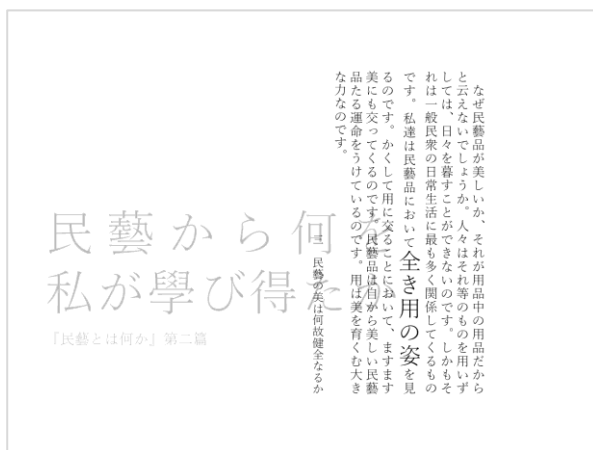 なぜ民藝品が美しいか、それが用品中の用品だから
と云えないでしょうか。人々はそれ等のものを用いず
しては、日々を暮すことができないのです。しかもそ
れは一般民衆の日常生活に最も多く関係してくるもの
です。私達は民藝品において全き用の姿を見
るのです。かくして用に交ることにおいて、ますます
美にも交ってくるのです。民藝品は自から美しい民藝
品たる運命をうけているのです。用は美を育くむ大き
な力なのです。
三 民藝の美は何故健全なるか
民藝から何を
私が學び得たか
『民藝とは何か』第二篇